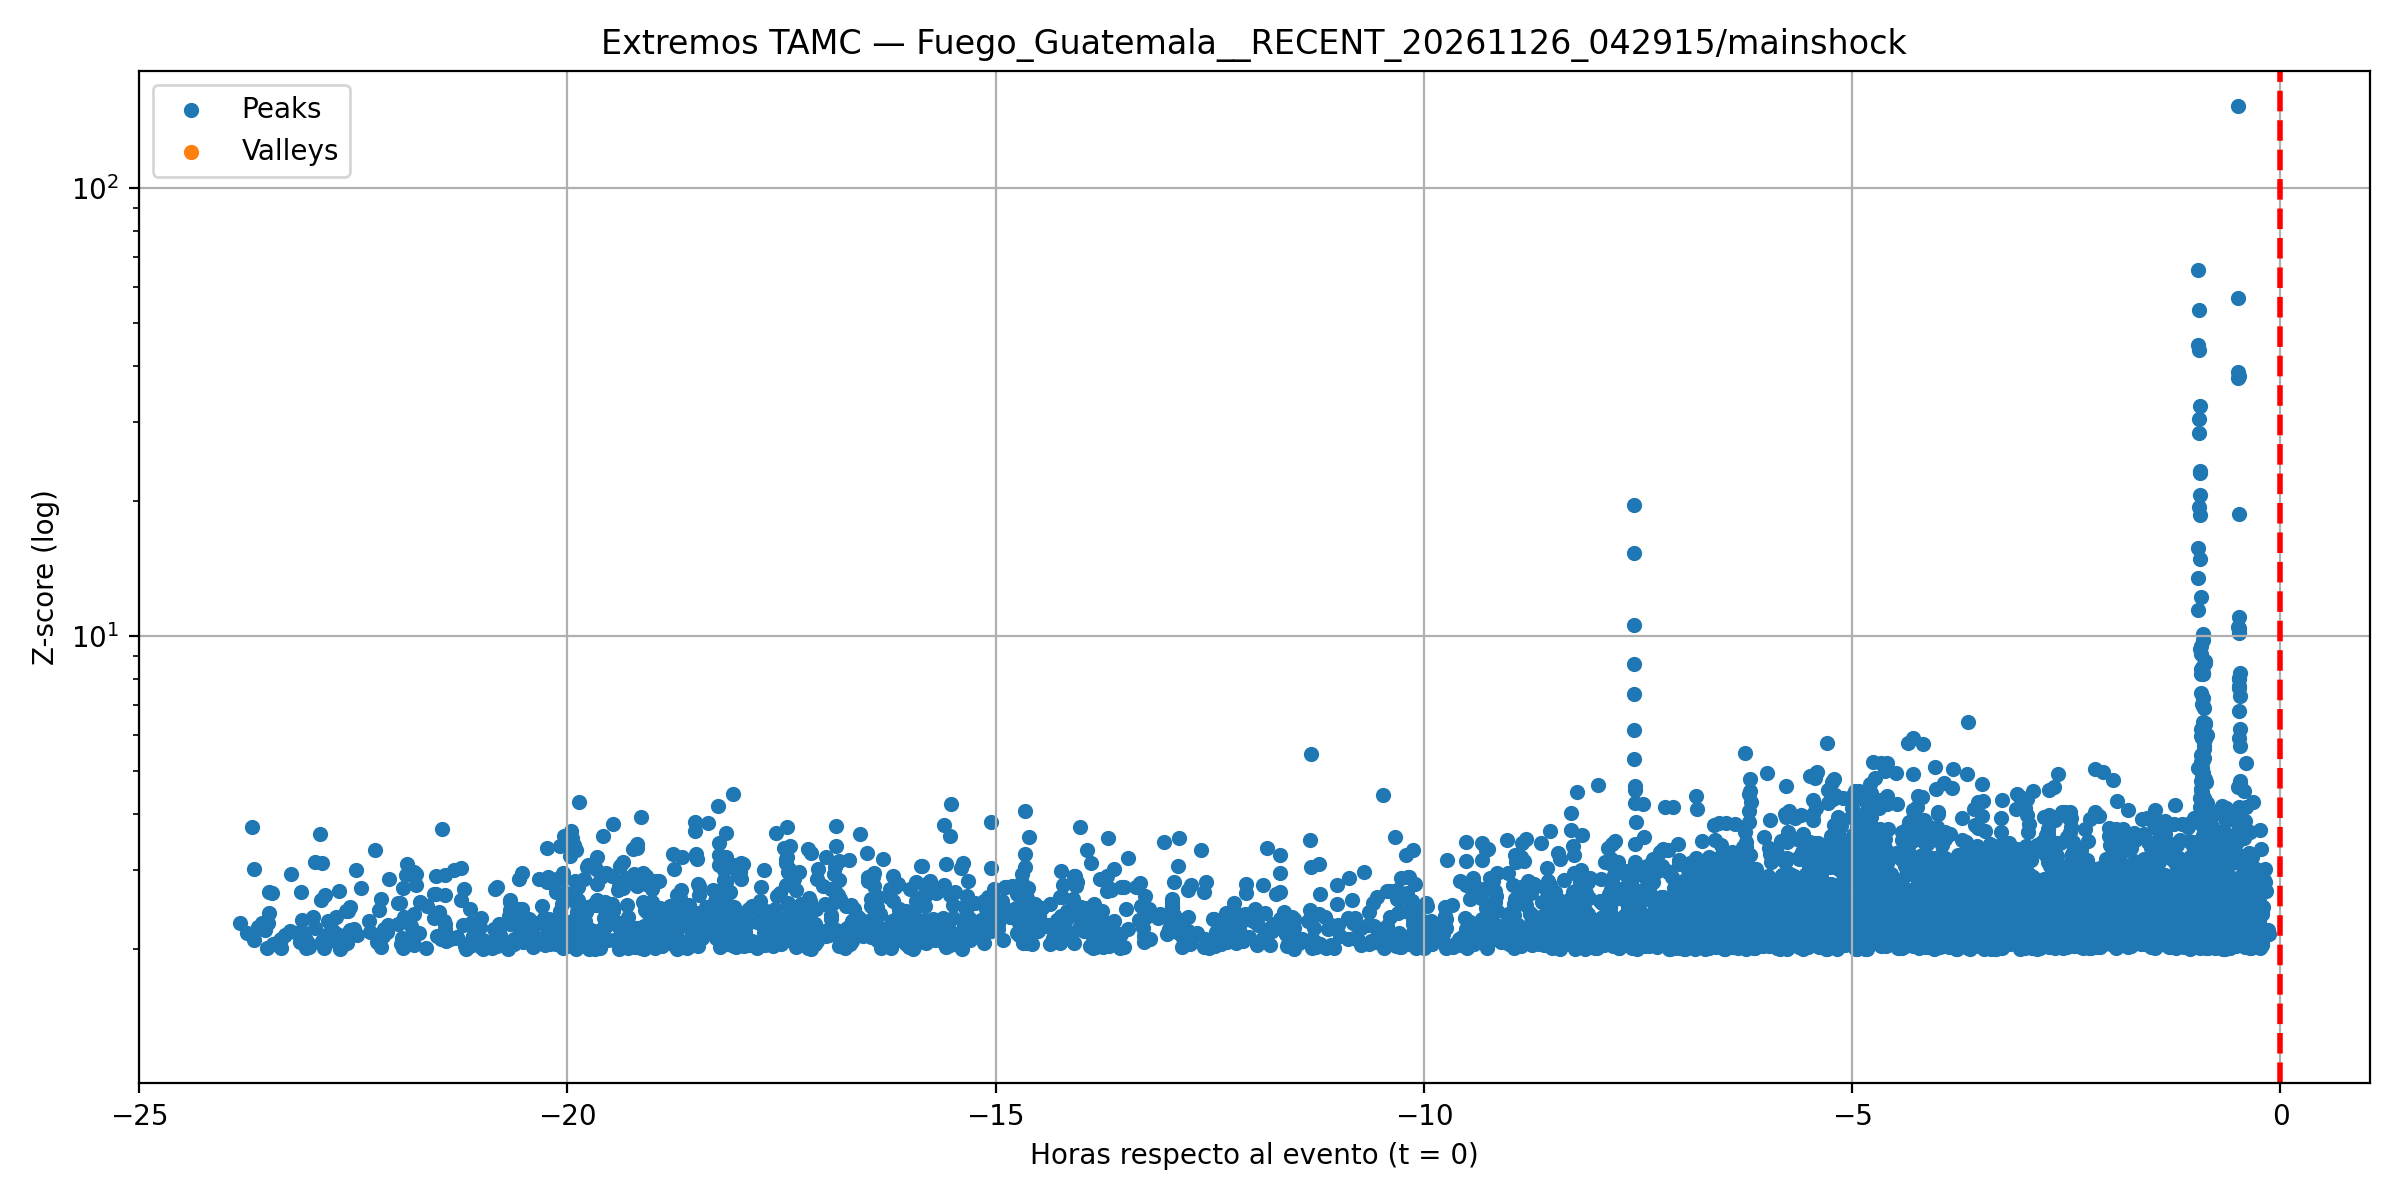 Extremos TAMC — Fuego_Guatemala__RECENT_20261126_042915/mainshock
Peaks
Valleys
10²
10¹
Z-score (log)
−25 −20 −15 −10 −5 0
Horas respecto al evento (t = 0)